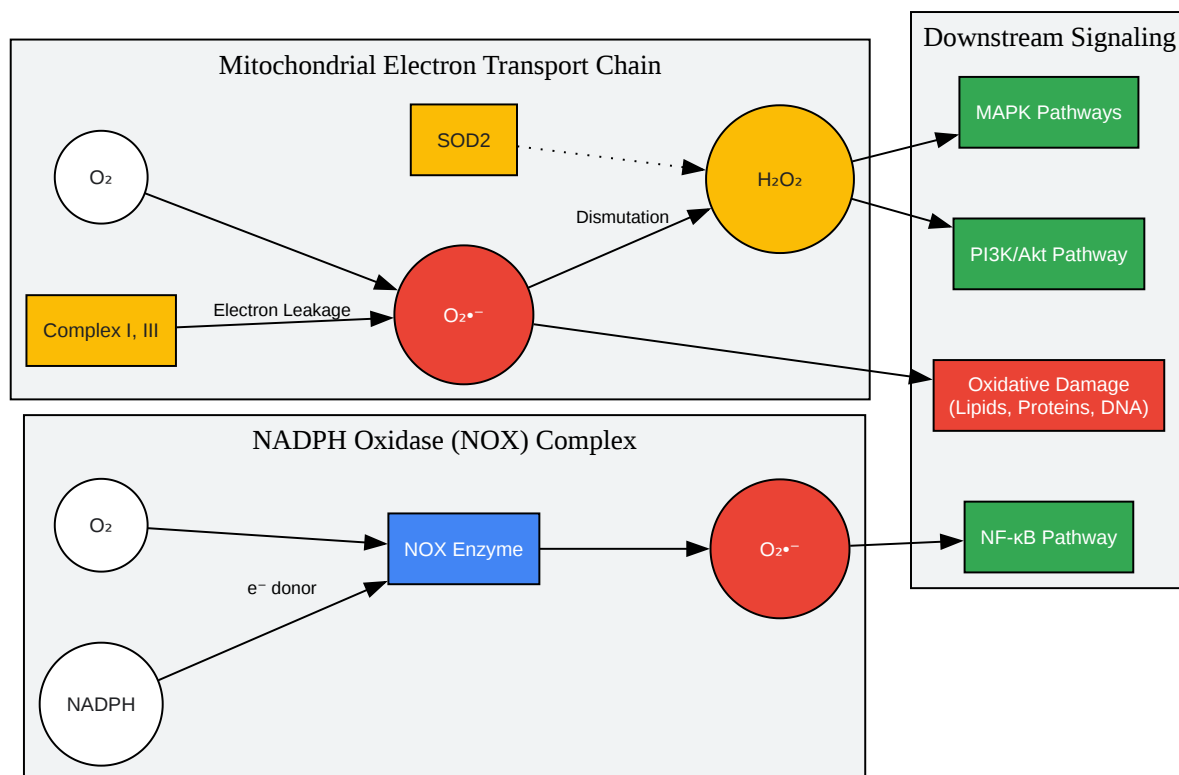 Mitochondrial Electron Transport Chain
O₂
SOD2
H₂O₂
Dismutation
Complex I, III
Electron Leakage
O₂•⁻
NADPH Oxidase (NOX) Complex
O₂
NOX Enzyme
O₂•⁻
e⁻ donor
NADPH
Downstream Signaling
MAPK Pathways
PI3K/Akt Pathway
Oxidative Damage
(Lipids, Proteins, DNA)
NF-κB Pathway